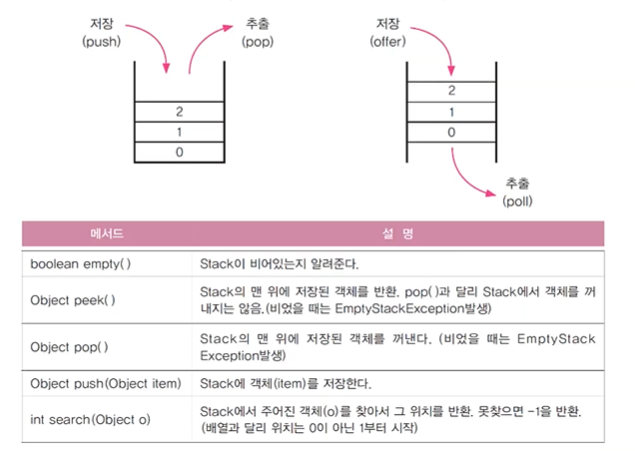 저장
(push)
추출
(pop)
2
1
0
저장
(offer)
2
1
0
추출
(poll)
메서드 설 명
boolean empty( ) Stack이 비어있는지 알려준다.
Object peek( ) Stack의 맨 위에 저장된 객체를 반환. pop( )과 달리 Stack에서 객체를 꺼
내지는 않음.(비었을 때는 EmptyStackException발생)
Object pop( ) Stack의 맨 위에 저장된 객체를 꺼낸다. (비었을 때는 EmptyStack
Exception발생)
Object push(Object item) Stack에 객체(item)를 저장한다.
int search(Object o) Stack에서 주어진 객체(o)를 찾아서 그 위치를 반환. 못찾으면 -1을 반환.
(배열과 달리 위치는 0이 아닌 1부터 시작)